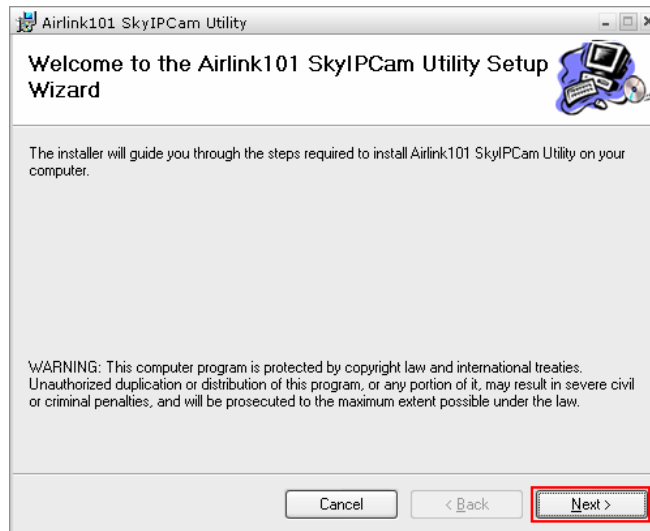 Airlink101 SkyIPCam Utility
Welcome to the Airlink101 SkyIPCam Utility Setup
Wizard
The installer will guide you through the steps required to install Airlink101 SkyIPCam Utility on your
computer.
WARNING: This computer program is protected by copyright law and international treaties.
Unauthorized duplication or distribution of this program, or any portion of it, may result in severe civil
or criminal penalties, and will be prosecuted to the maximum extent possible under the law.
Cancel < Back Next >